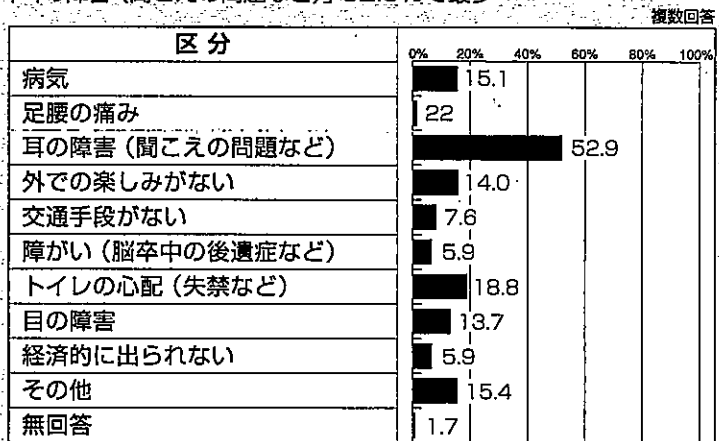 複数回答
区分
0% 20% 40% 60% 80% 100%
病気 15.1
足腰の痛み 22
耳の障害（聞こえの問題など） 52.9
外での楽しみがない 14.0
交通手段がない 7.6
障がい（脳卒中の後遺症など） 5.9
トイレの心配（失禁など） 18.8
目の障害 13.7
経済的に出られない 5.9
その他 15.4
無回答 1.7